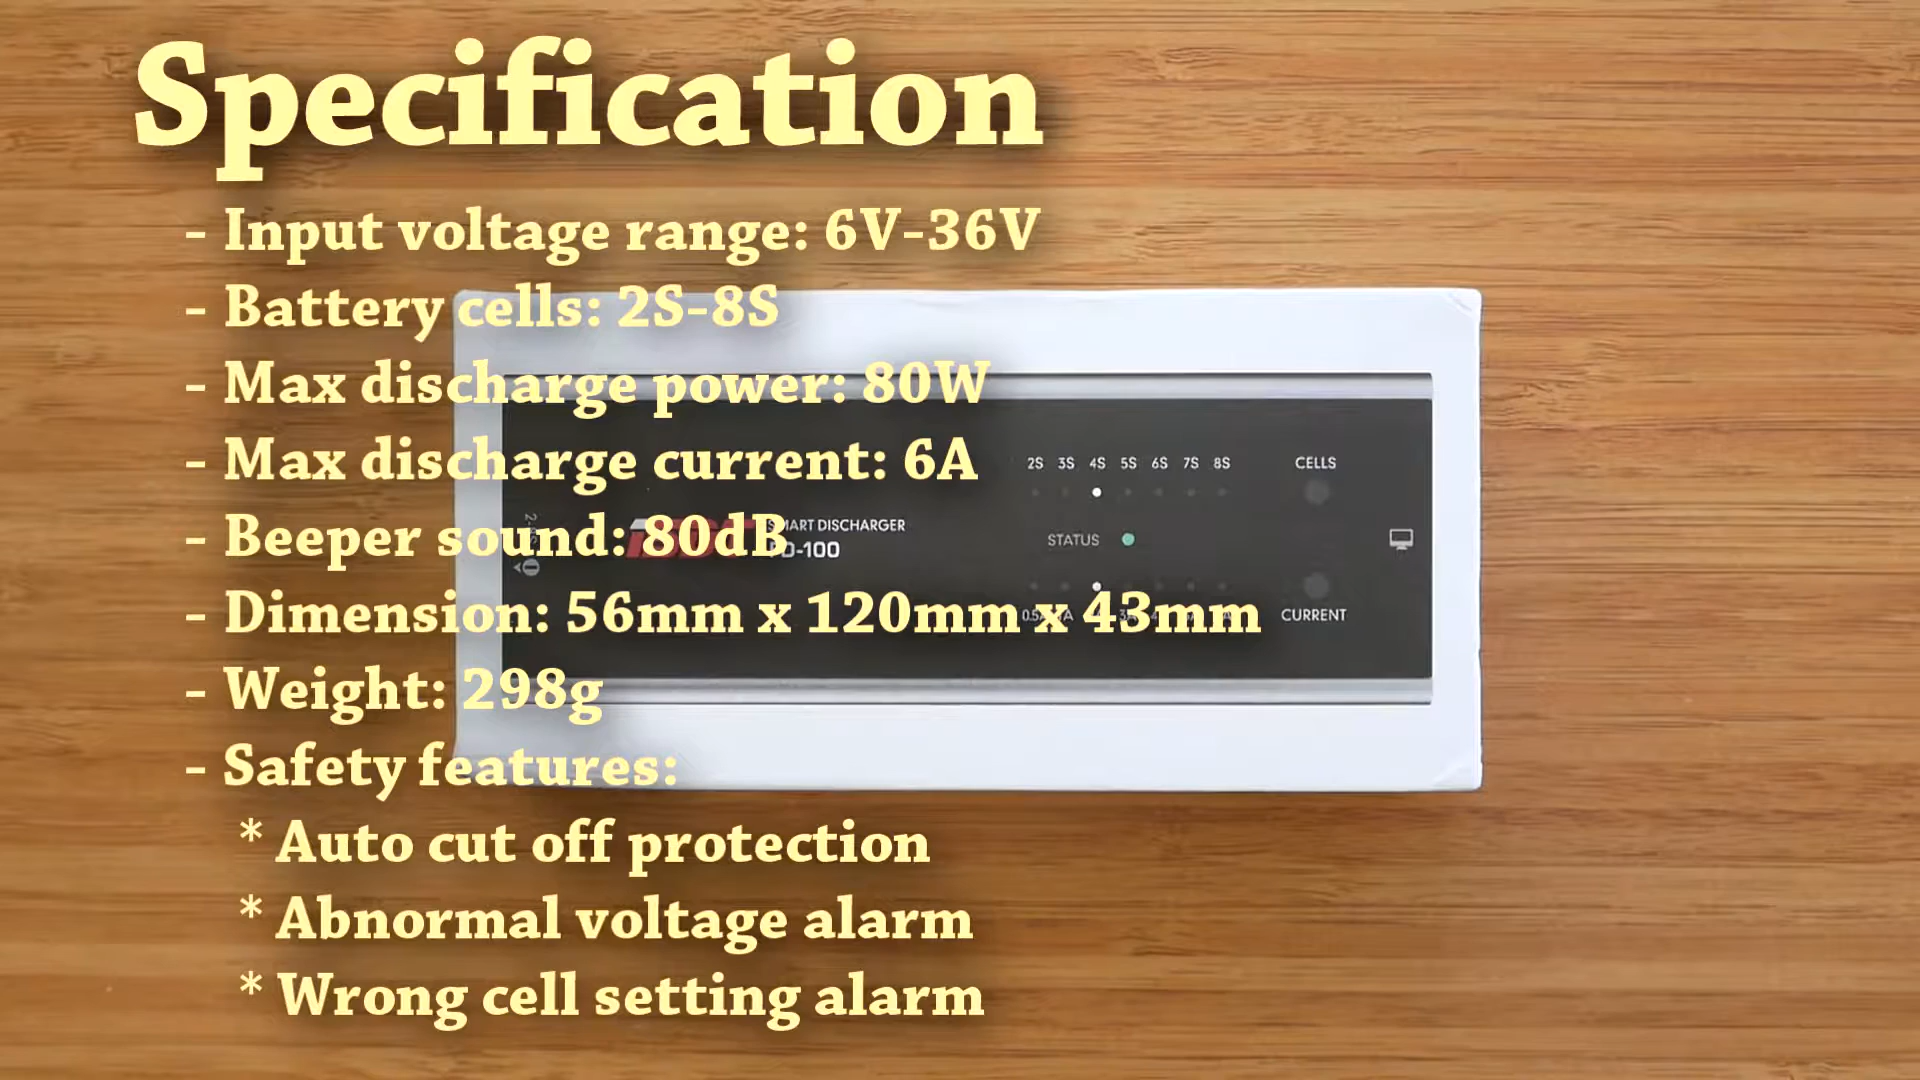 Specification
- Input voltage range: 6V-36V
- Battery cells: 2S-8S
- Max discharge power: 80W
- Max discharge current: 6A
- Beeper sound: 80dB
- Dimension: 56mm x 120mm x 43mm
- Weight: 298g
- Safety features:
* Auto cut off protection
* Abnormal voltage alarm
* Wrong cell setting alarm
2S 3S 4S 5S 6S 7S 8S
CELLS
SMART DISCHARGER
STATUS
CURRENT